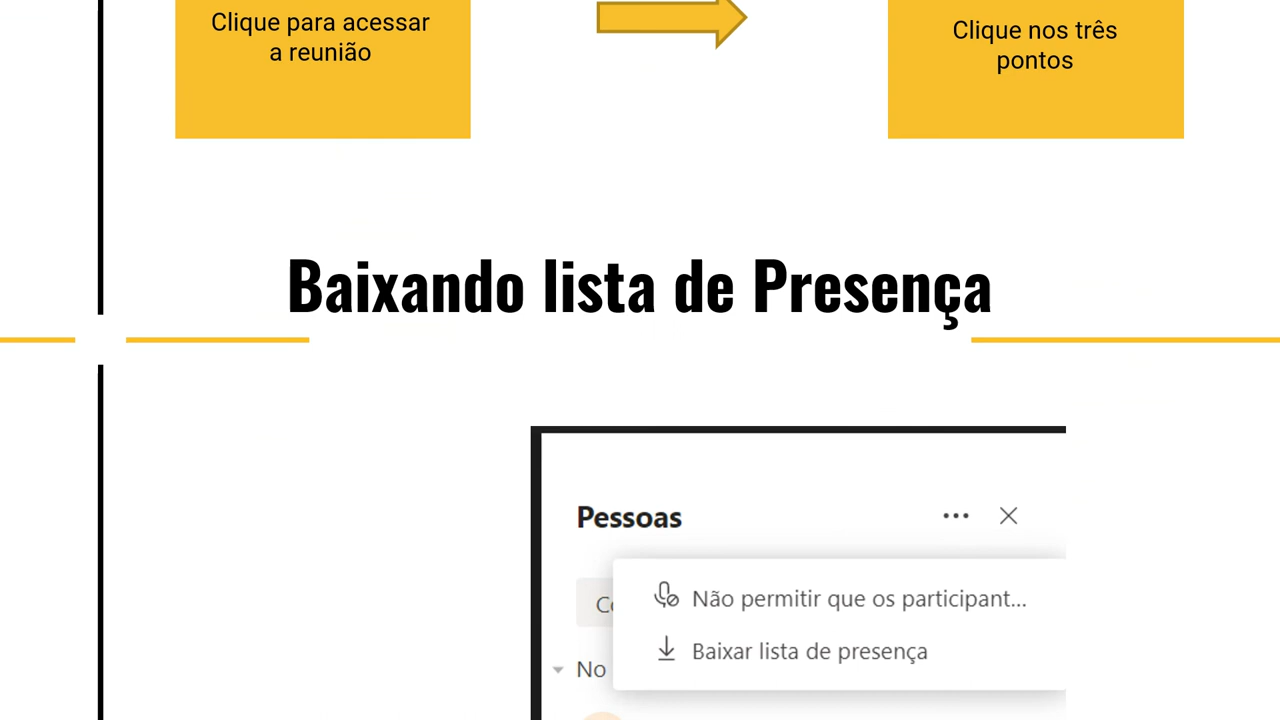 Clique para acessar
a reunião
Clique nos três
pontos
Baixando lista de Presença
Pessoas
Não permitir que os participant...
Baixar lista de presença
No